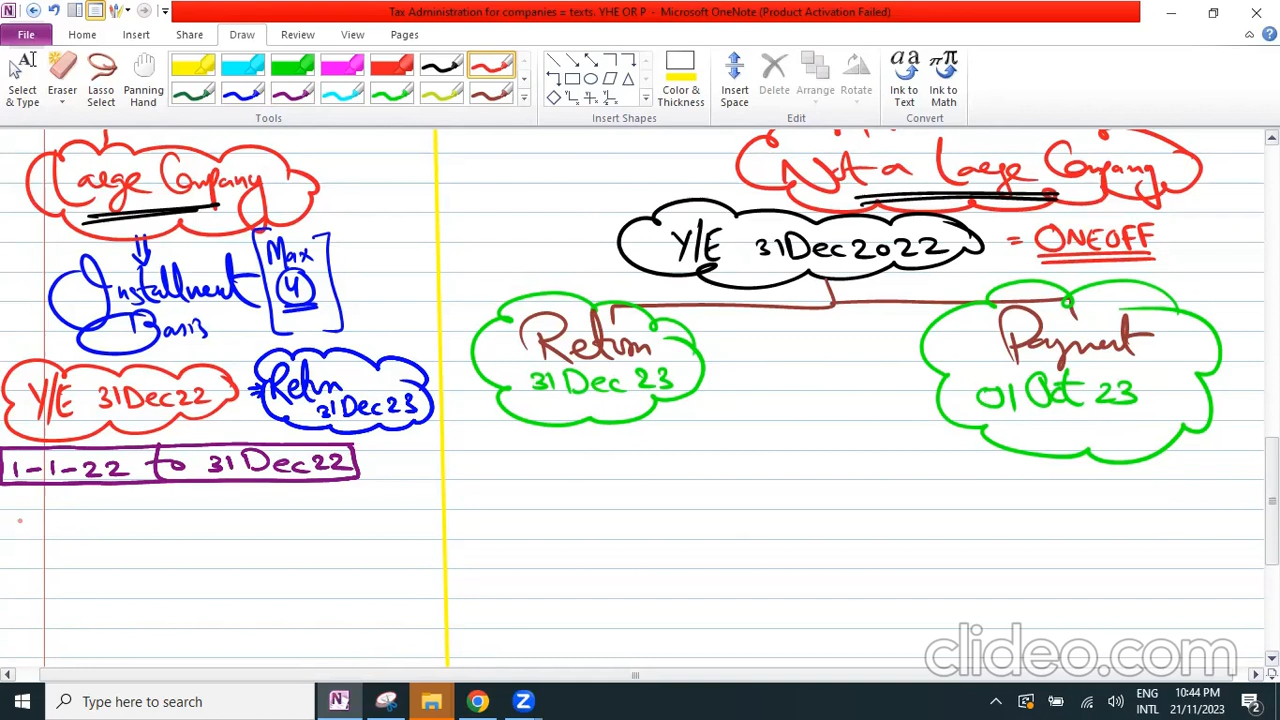 Tax Administration for companies = texts. YHE OR P - Microsoft OneNote (Product Activation Failed)
File Home Insert Share Draw Review View Pages
Select & Type
Eraser
Lasso Select
Panning Hand
Color & Thickness
Insert Space
Delete
Arrange
Rotate
Ink to Text
Ink to Math
Tools
Insert Shapes
Edit
Convert
Large Company
Installment Basis
Max
4
Y/E 31Dec22
Return
31Dec23
1-1-22 to 31Dec22
Not a Large Company
Y/E 31Dec2022 = ONEOFF
Return
31Dec 23
Payment
01 Oct 23
clideo.com
Type here to search
ENG
INTL
10:44 PM
21/11/2023
2